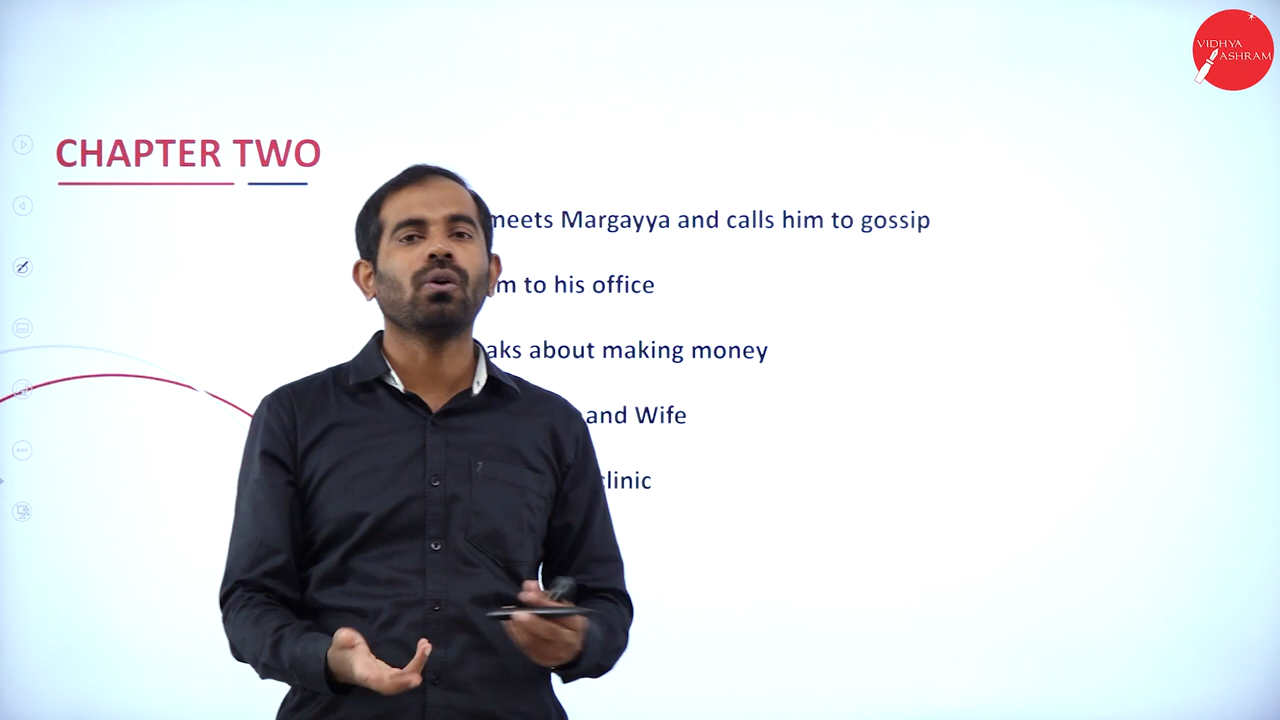 VIDHYA
ASHRAM
CHAPTER TWO
meets Margayya and calls him to gossip
to his office
about making money
and Wife
clinic